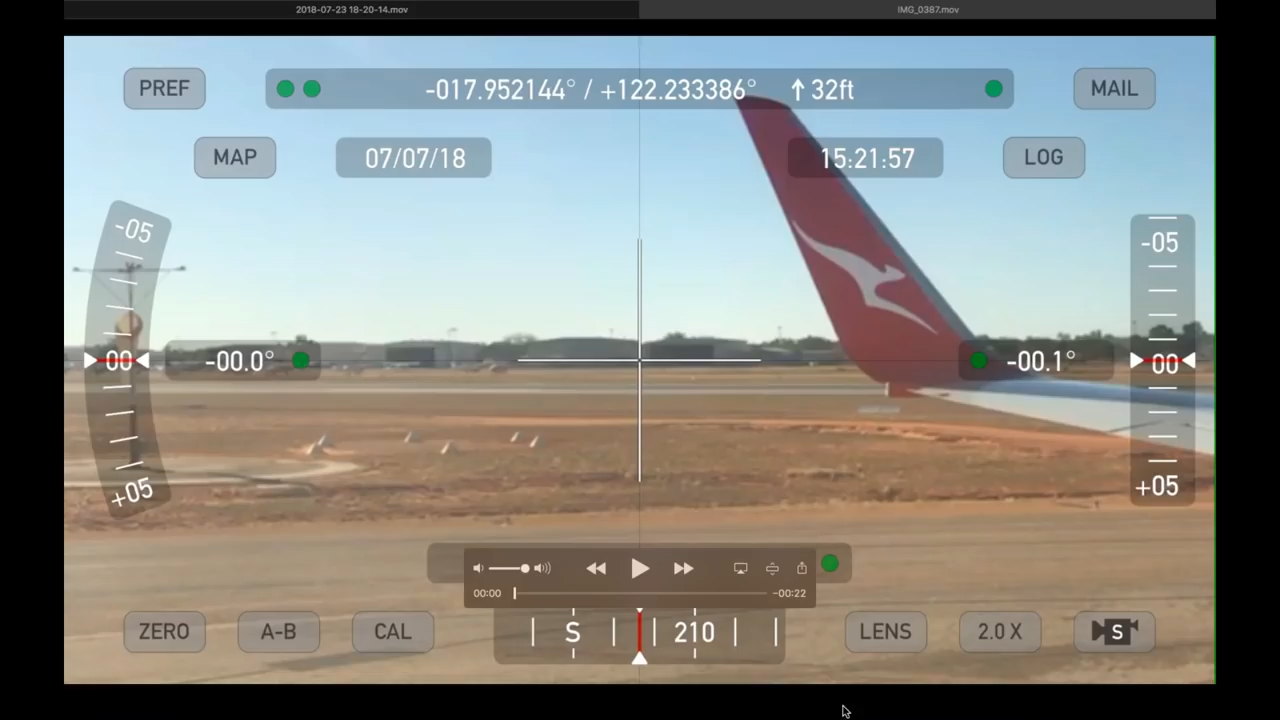 2018-07-23 18-20-14.mov IMG_0387.mov
PREF -017.952144° / +122.233386° ↑ 32ft MAIL
MAP 07/07/18 15:21:57 LOG
-05 -05
00 -00.0° -00.1° 00
+05 +05
00:00 -00:22
ZERO A-B CAL S 210 LENS 2.0 X S